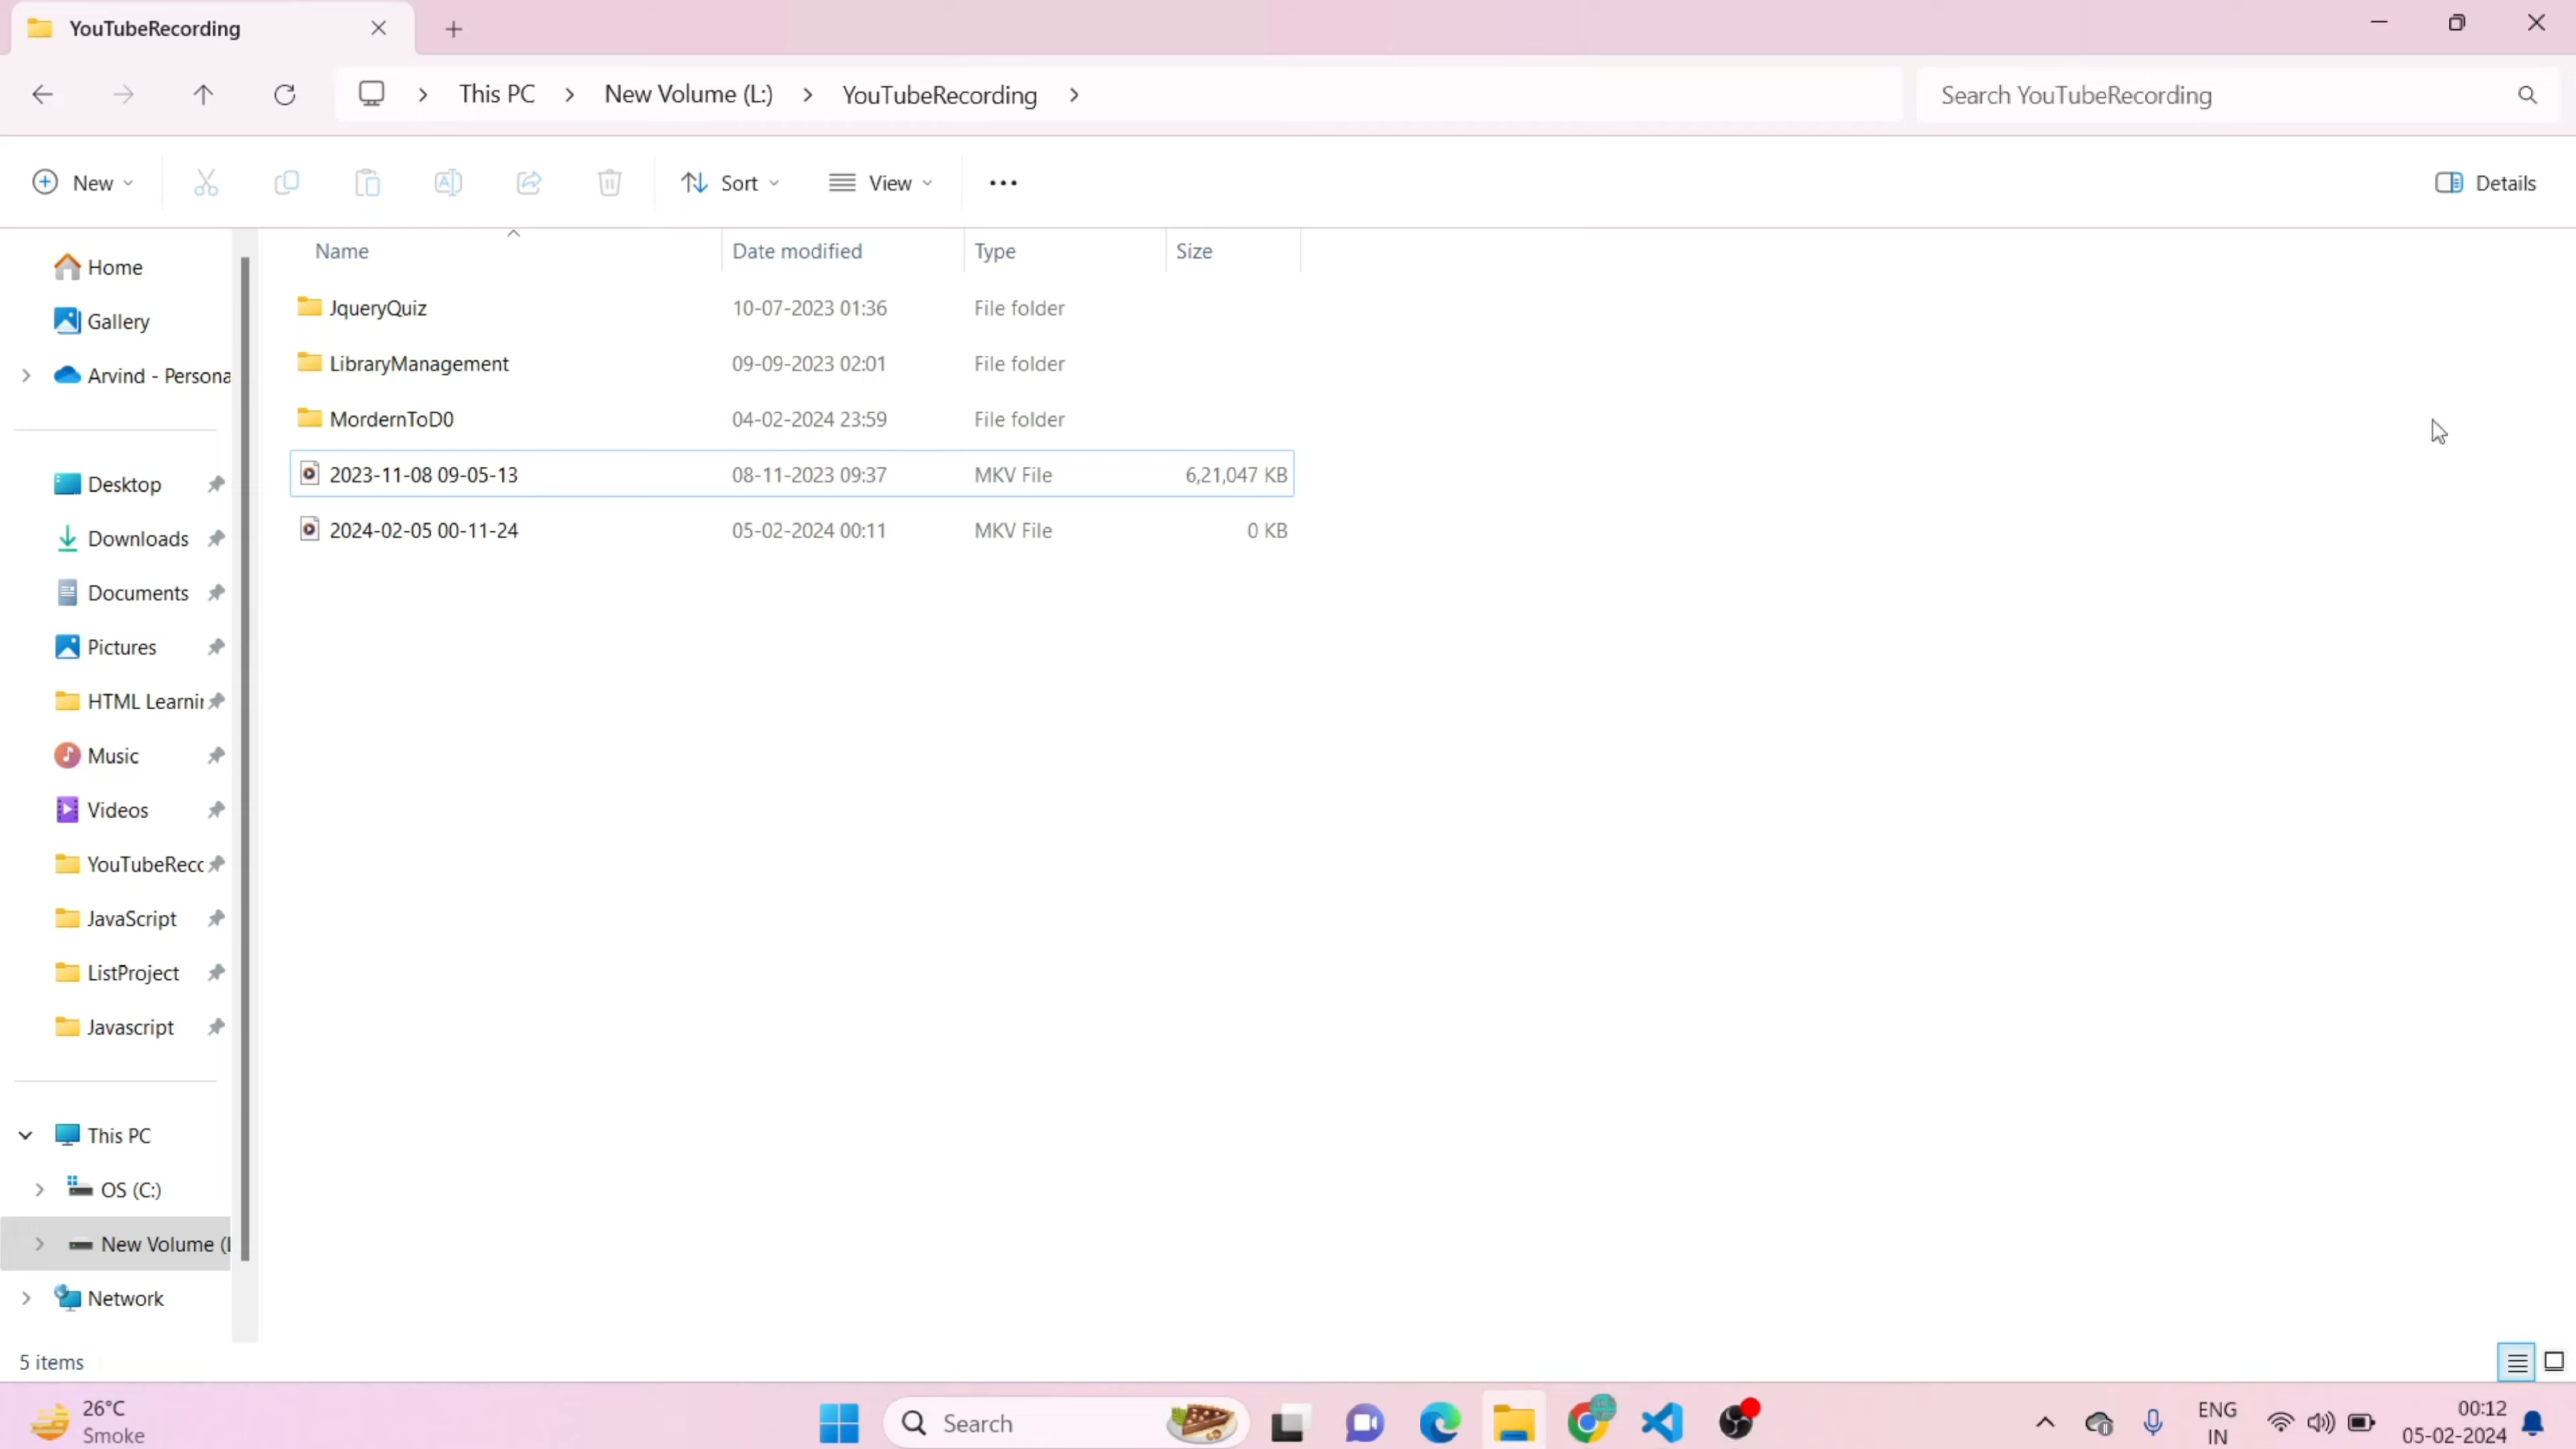 YouTubeRecording
This PC
New Volume (L:)
YouTubeRecording
Search YouTubeRecording
New
Sort
View
Details
Name
Date modified
Type
Size
JqueryQuiz 10-07-2023 01:36 File folder
LibraryManagement 09-09-2023 02:01 File folder
MordernToD0 04-02-2024 23:59 File folder
2023-11-08 09-05-13 08-11-2023 09:37 MKV File 6,21,047 KB
2024-02-05 00-11-24 05-02-2024 00:11 MKV File 0 KB
Home
Gallery
Arvind - Persona
Desktop
Downloads
Documents
Pictures
HTML Learnir
Music
Videos
YouTubeRecc
JavaScript
ListProject
Javascript
This PC
OS (C:)
New Volume (L
Network
5 items
26°C
Smoke
Search
ENG
IN
00:12
05-02-2024